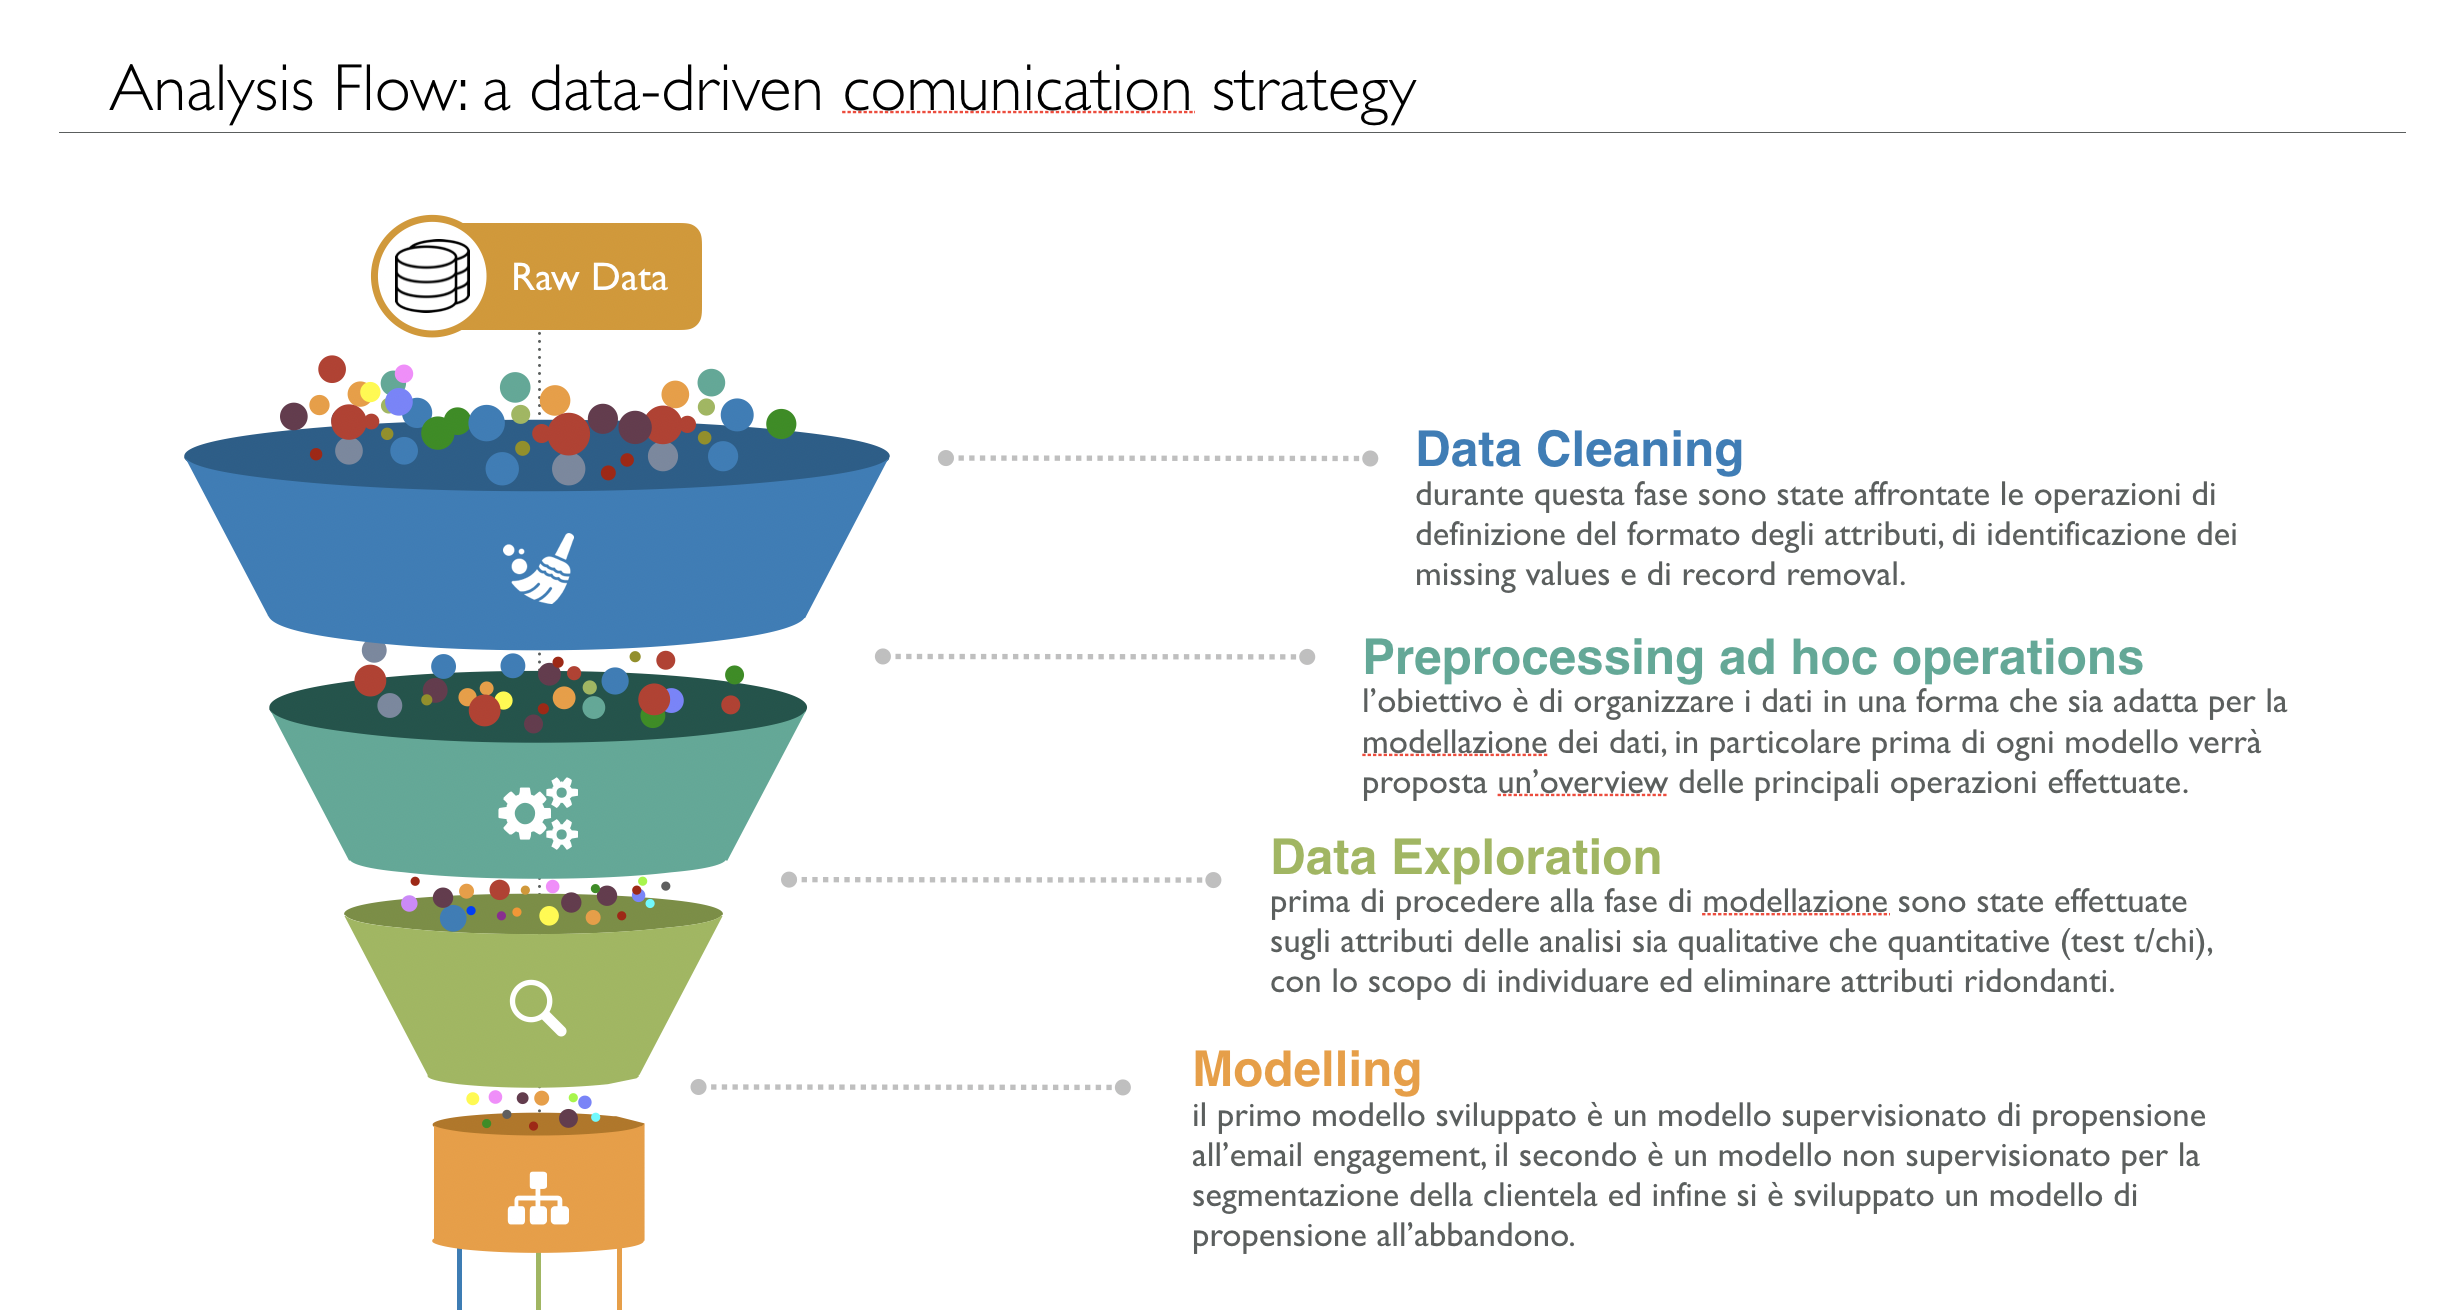 Analysis Flow: a data-driven comunication strategy
Raw Data
Data Cleaning
durante questa fase sono state affrontate le operazioni di
definizione del formato degli attributi, di identificazione dei
missing values e di record removal.
Preprocessing ad hoc operations
l’obiettivo è di organizzare i dati in una forma che sia adatta per la
modellazione dei dati, in particolare prima di ogni modello verrà
proposta un’overview delle principali operazioni effettuate.
Data Exploration
prima di procedere alla fase di modellazione sono state effettuate
sugli attributi delle analisi sia qualitative che quantitative (test t/chi),
con lo scopo di individuare ed eliminare attributi ridondanti.
Modelling
il primo modello sviluppato è un modello supervisionato di propensione
all’email engagement, il secondo è un modello non supervisionato per la
segmentazione della clientela ed infine si è sviluppato un modello di
propensione all’abbandono.